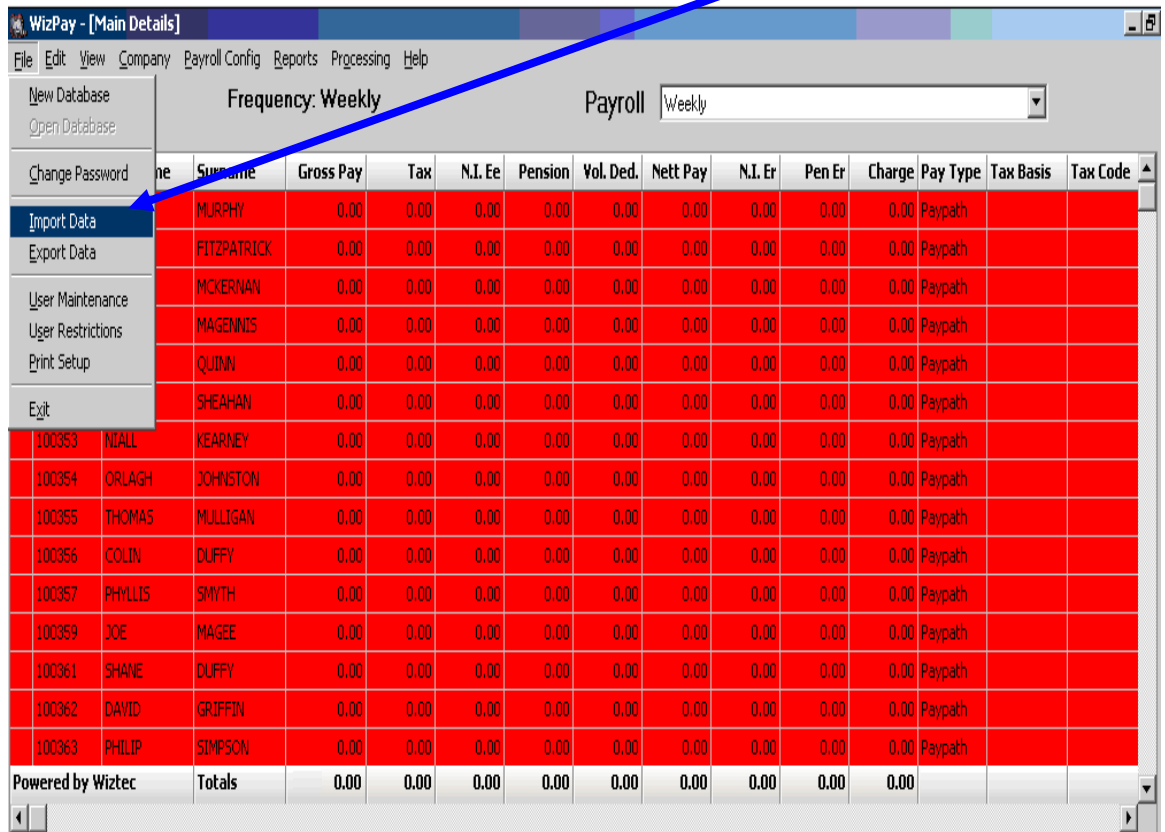 WizPay - [Main Details]
File Edit View Company Payroll Config Reports Processing Help
New Database
Open Database
Change Password
Import Data
Export Data
User Maintenance
User Restrictions
Print Setup
Exit
Frequency: Weekly Payroll Weekly
ne Surname Gross Pay Tax N.I. Ee Pension Vol. Ded. Nett Pay N.I. Er Pen Er Charge Pay Type Tax Basis Tax Code
MURPHY 0.00 0.00 0.00 0.00 0.00 0.00 0.00 0.00 0.00 Paypath
FITZPATRICK 0.00 0.00 0.00 0.00 0.00 0.00 0.00 0.00 0.00 Paypath
MCKERNAN 0.00 0.00 0.00 0.00 0.00 0.00 0.00 0.00 0.00 Paypath
MAGENNIS 0.00 0.00 0.00 0.00 0.00 0.00 0.00 0.00 0.00 Paypath
QUINN 0.00 0.00 0.00 0.00 0.00 0.00 0.00 0.00 0.00 Paypath
SHEAHAN 0.00 0.00 0.00 0.00 0.00 0.00 0.00 0.00 0.00 Paypath
100353 NIALL KEARNEY 0.00 0.00 0.00 0.00 0.00 0.00 0.00 0.00 0.00 Paypath
100354 ORLAGH JOHNSTON 0.00 0.00 0.00 0.00 0.00 0.00 0.00 0.00 0.00 Paypath
100355 THOMAS MULLIGAN 0.00 0.00 0.00 0.00 0.00 0.00 0.00 0.00 0.00 Paypath
100356 COLIN DUFFY 0.00 0.00 0.00 0.00 0.00 0.00 0.00 0.00 0.00 Paypath
100357 PHYLLIS SMYTH 0.00 0.00 0.00 0.00 0.00 0.00 0.00 0.00 0.00 Paypath
100359 JOE MAGEE 0.00 0.00 0.00 0.00 0.00 0.00 0.00 0.00 0.00 Paypath
100361 SHANE DUFFY 0.00 0.00 0.00 0.00 0.00 0.00 0.00 0.00 0.00 Paypath
100362 DAVID GRIFFIN 0.00 0.00 0.00 0.00 0.00 0.00 0.00 0.00 0.00 Paypath
100363 PHILIP SIMPSON 0.00 0.00 0.00 0.00 0.00 0.00 0.00 0.00 0.00 Paypath
Powered by Wiztec Totals 0.00 0.00 0.00 0.00 0.00 0.00 0.00 0.00 0.00